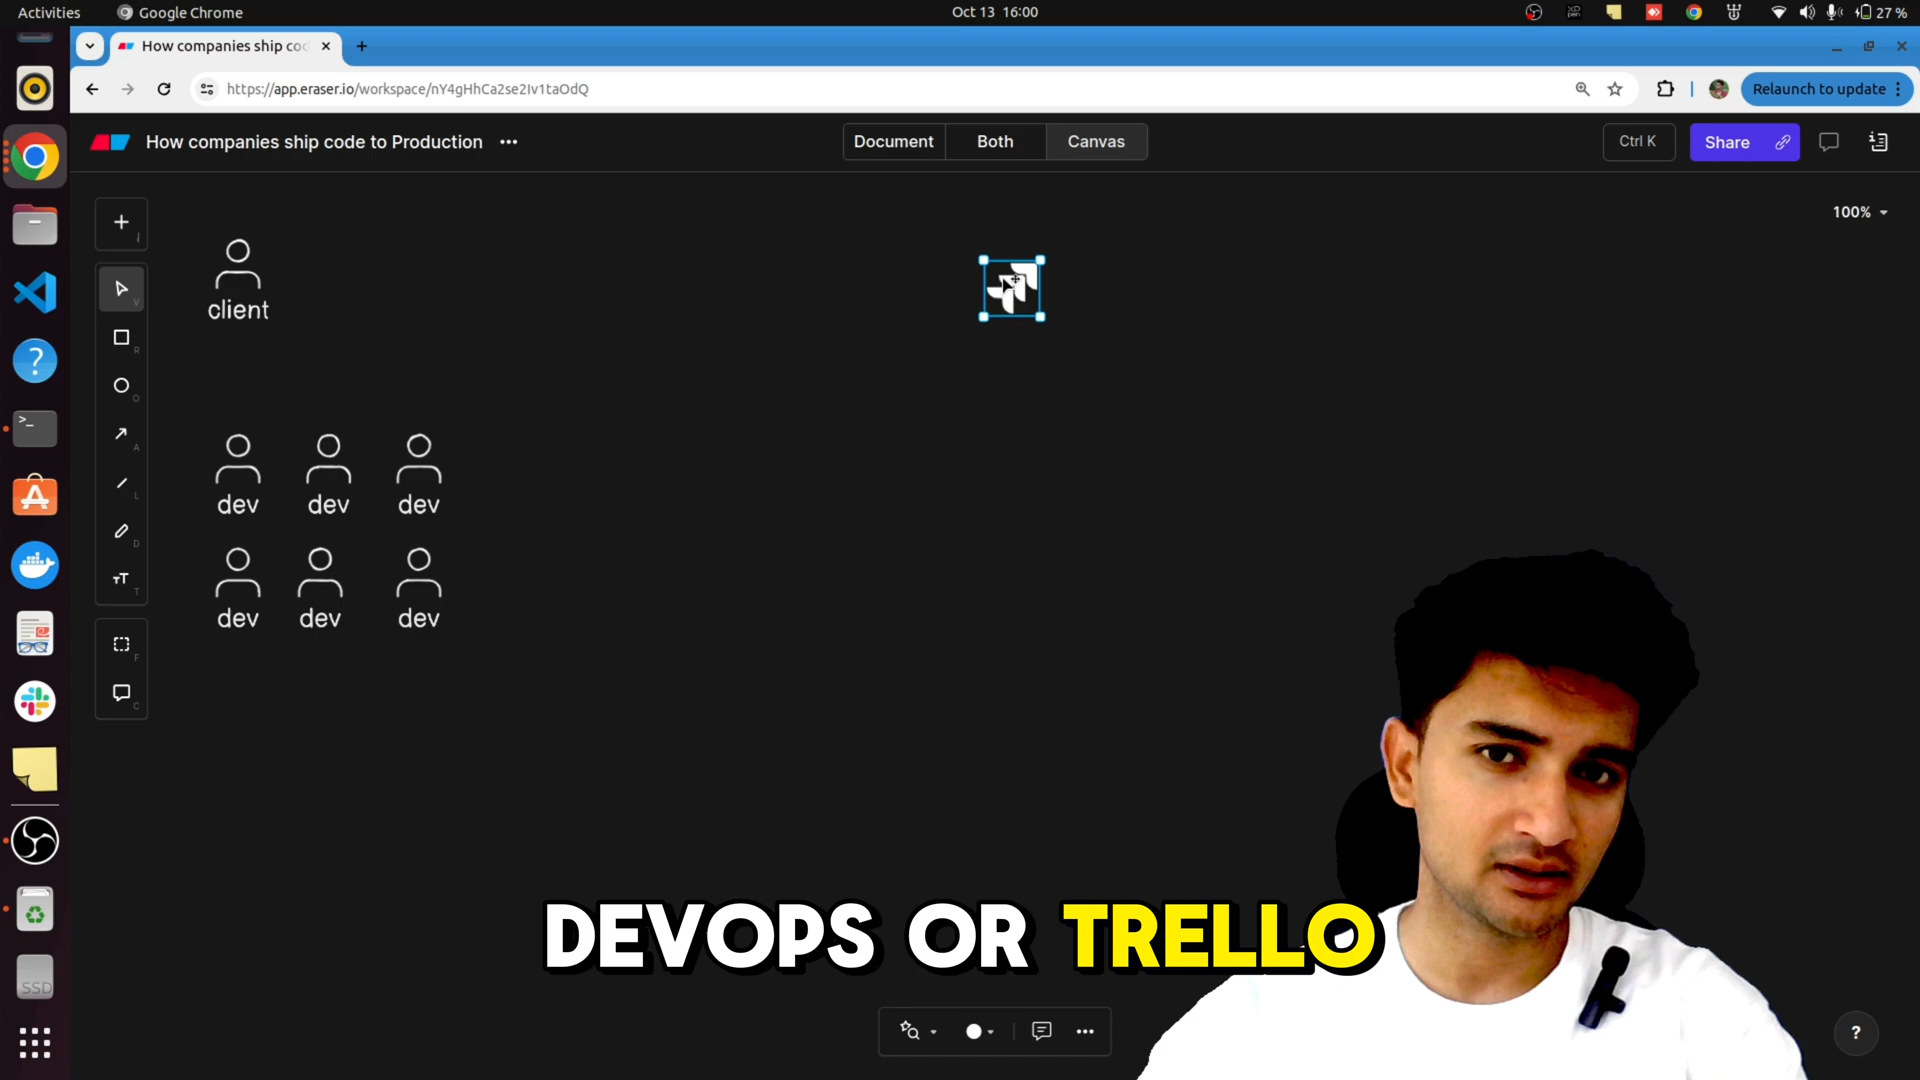 Activities
Google Chrome
Oct 13 16:00
27 %
How companies ship coc
https://app.eraser.io/workspace/nY4gHhCa2se2Iv1taOdQ
Relaunch to update
How companies ship code to Production
Document
Both
Canvas
Ctrl K
Share
100%
I
V
R
O
A
L
D
T
F
C
client
dev dev dev
dev dev dev
SSD
DEVOPS OR TRELLO
?